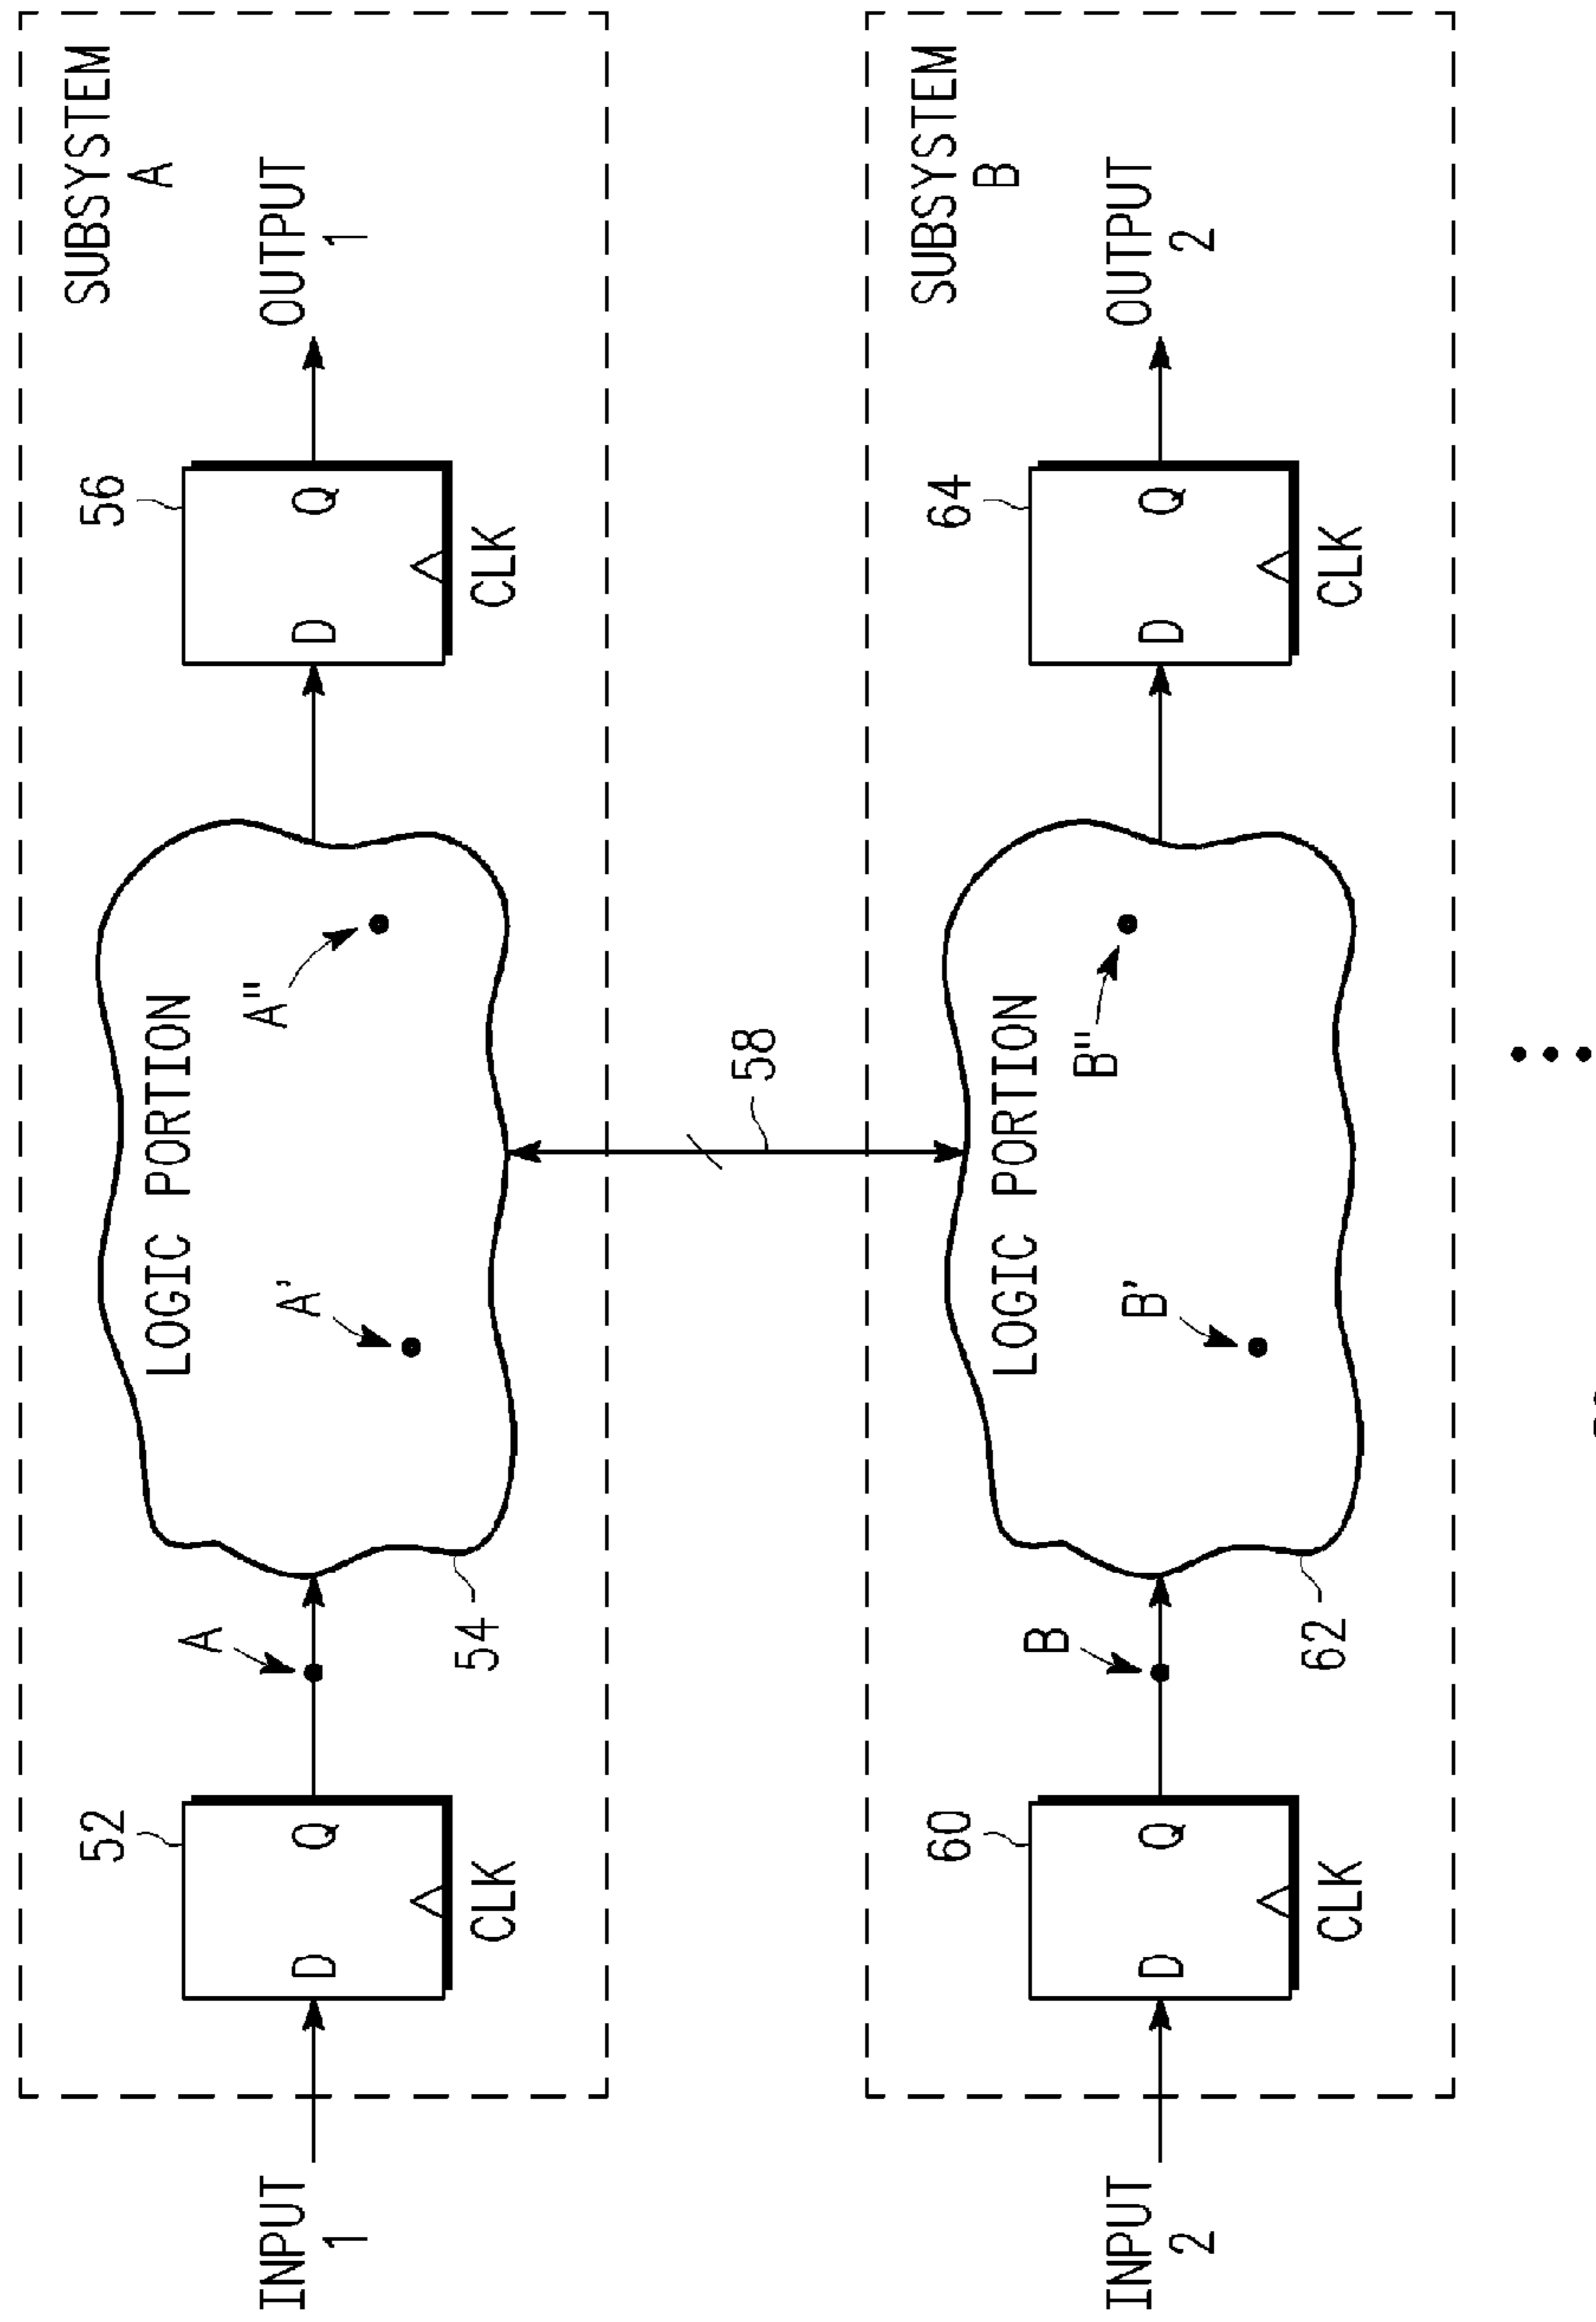 SUBSYSTEM
A
INPUT
1
52
D
Q
CLK
A
54
LOGIC PORTION
A'
A"
56
D
Q
CLK
OUTPUT
1
58
SUBSYSTEM
B
INPUT
2
60
D
Q
CLK
B
62
LOGIC PORTION
B'
B"
64
D
Q
CLK
OUTPUT
2